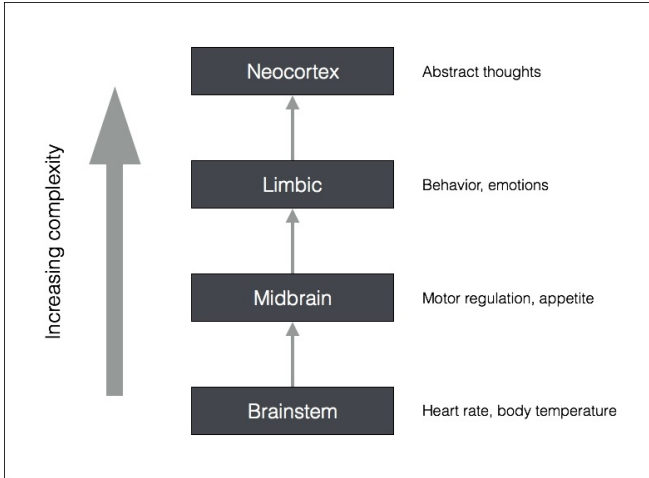 Neocortex
Abstract thoughts
Limbic
Behavior, emotions
Midbrain
Motor regulation, appetite
Brainstem
Heart rate, body temperature
Increasing complexity